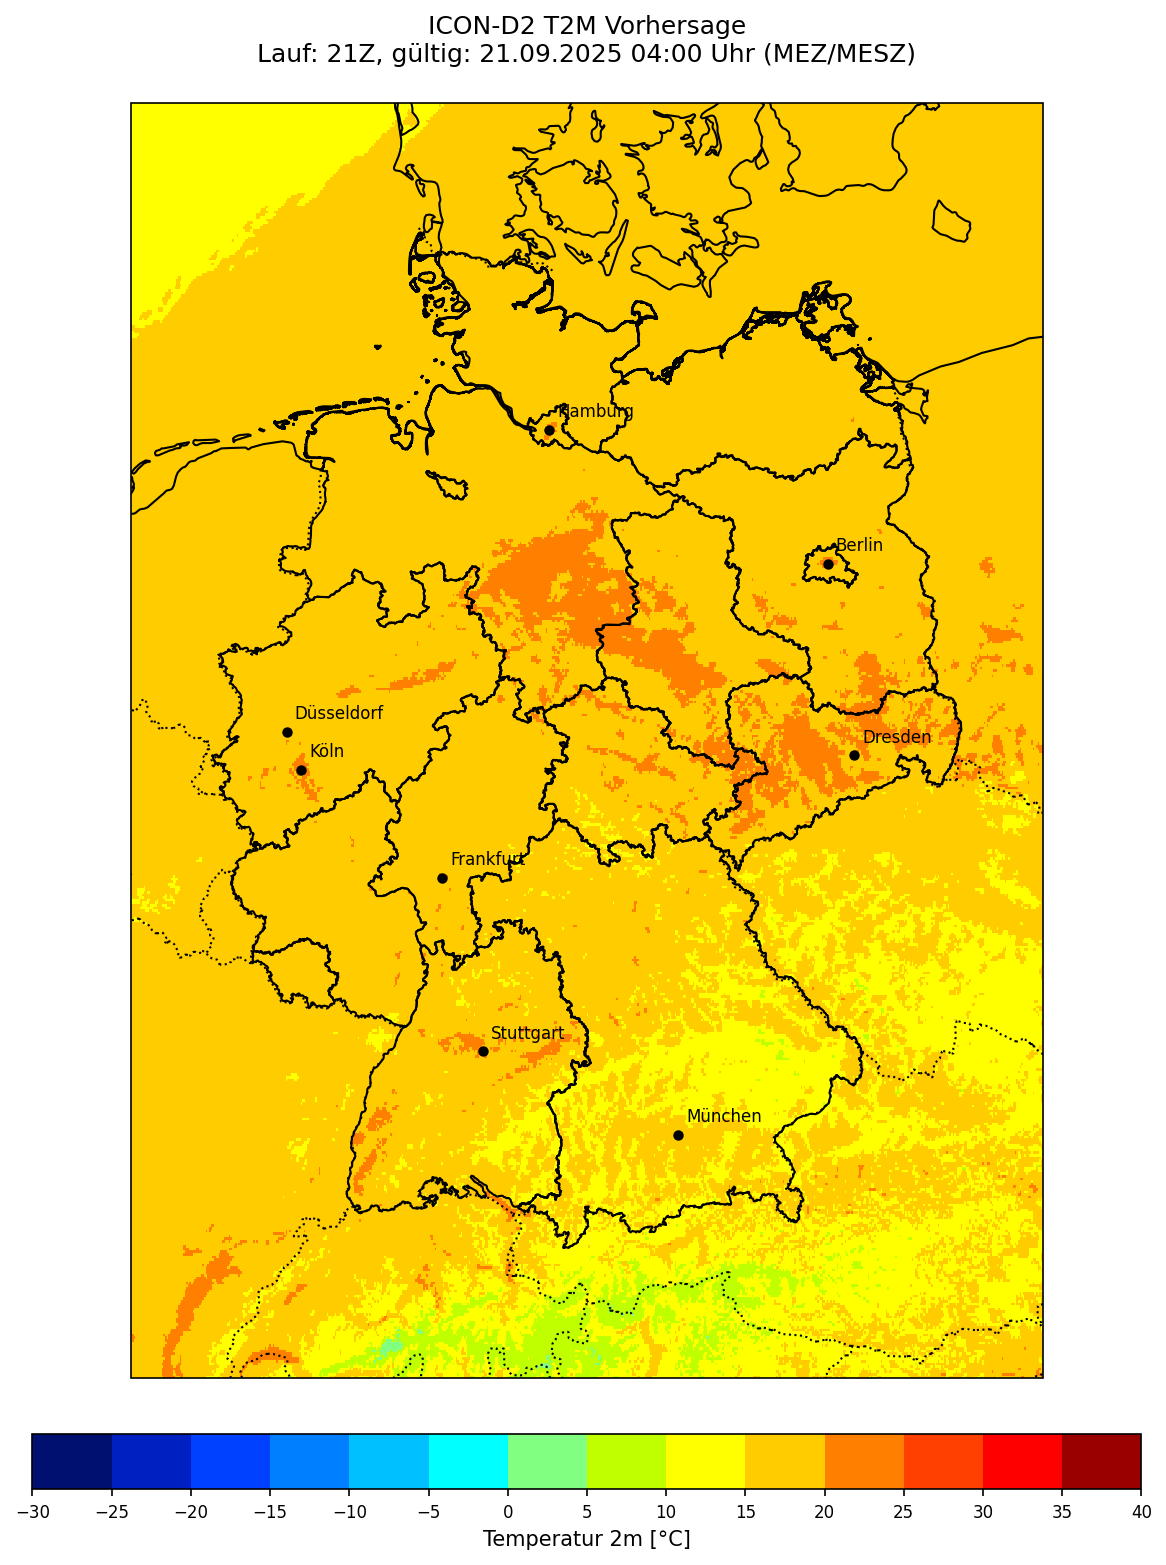 ICON-D2 T2M Vorhersage
Lauf: 21Z, gültig: 21.09.2025 04:00 Uhr (MEZ/MESZ)
Hamburg
Berlin
Düsseldorf
Dresden
Köln
Frankfurt
Stuttgart
München
−30 −25 −20 −15 −10 −5 0 5 10 15 20 25 30 35 40
Temperatur 2m [°C]